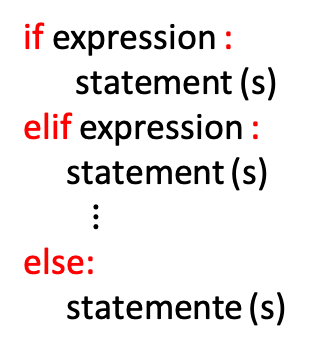 if expression :
statement (s)
elif expression :
statement (s)
⋮
else:
statemente (s)